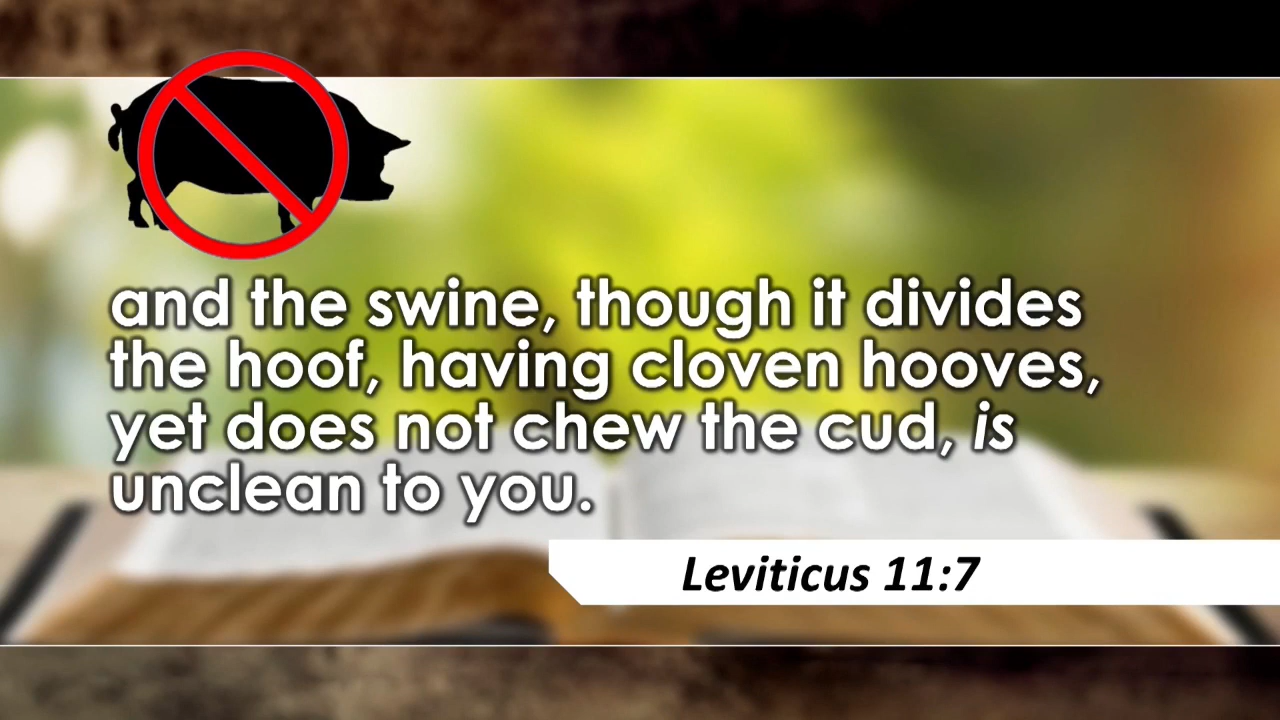 and the swine, though it divides
the hoof, having cloven hooves,
yet does not chew the cud, is
unclean to you.
Leviticus 11:7